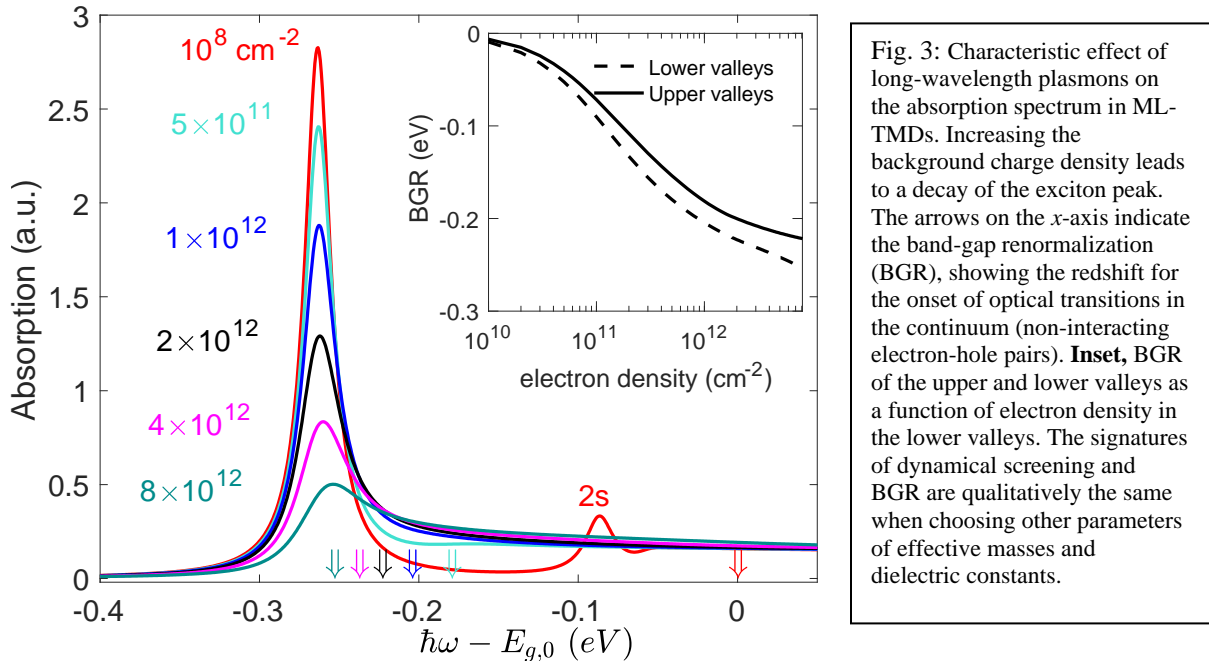 3
2.5
2
1.5
1
0.5
0
Absorption (a.u.)
10^8 cm^-2
5×10^11
1×10^12
2×10^12
4×10^12
8×10^12
2s
-0.4
-0.3
-0.2
-0.1
0
ħω − E_{g,0} (eV)
0
-0.1
-0.2
-0.3
BGR (eV)
Lower valleys
Upper valleys
10^10
10^11
10^12
electron density (cm^-2)
Fig. 3: Characteristic effect of
long-wavelength plasmons on
the absorption spectrum in ML-
TMDs. Increasing the
background charge density leads
to a decay of the exciton peak.
The arrows on the x-axis indicate
the band-gap renormalization
(BGR), showing the redshift for
the onset of optical transitions in
the continuum (non-interacting
electron-hole pairs). Inset, BGR
of the upper and lower valleys as
a function of electron density in
the lower valleys. The signatures
of dynamical screening and
BGR are qualitatively the same
when choosing other parameters
of effective masses and
dielectric constants.